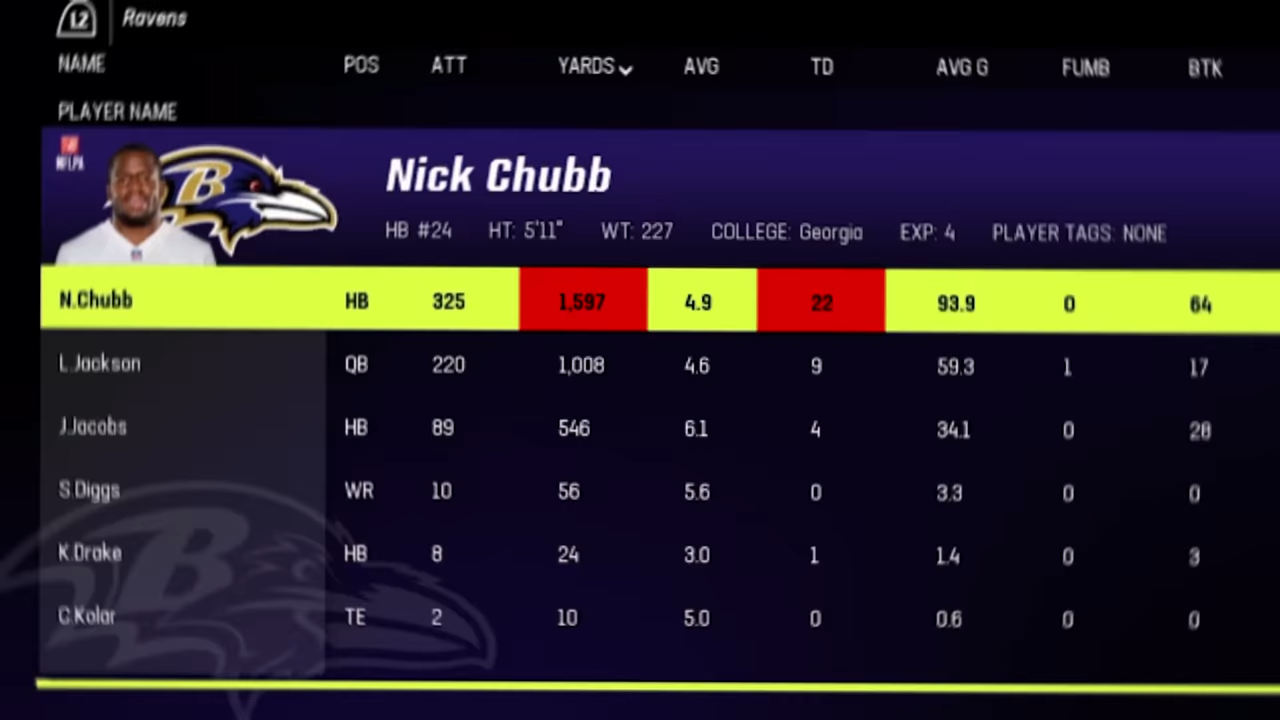 L2 Ravens
NAME POS ATT YARDS AVG TD AVG G FUMB BTK
PLAYER NAME
NFLPA
B
Nick Chubb
HB #24 HT: 5'11" WT: 227 COLLEGE: Georgia EXP: 4 PLAYER TAGS: NONE
N.Chubb HB 325 1,597 4.9 22 93.9 0 64
L.Jackson QB 220 1,008 4.6 9 59.3 1 17
J.Jacobs HB 89 546 6.1 4 34.1 0 28
S.Diggs WR 10 56 5.6 0 3.3 0 0
K.Drake HB 8 24 3.0 1 1.4 0 3
C.Kolar TE 2 10 5.0 0 0.6 0 0
B